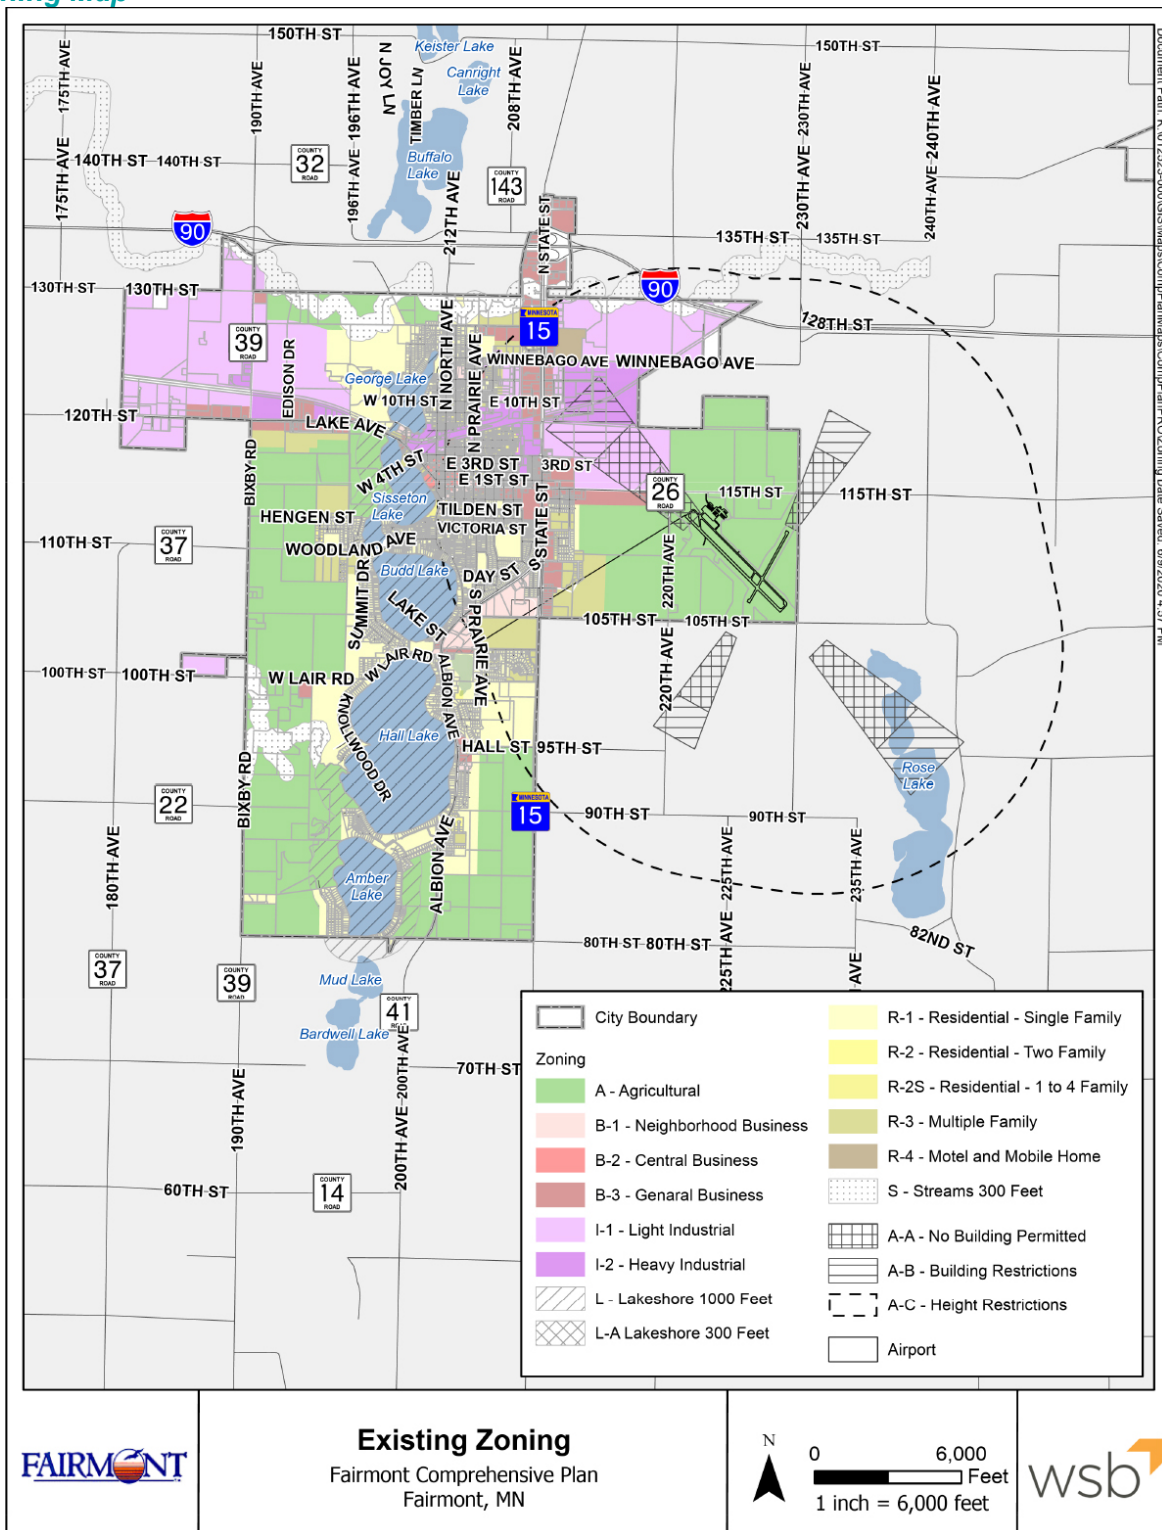 150TH ST
150TH ST
Keister Lake
Canright
Lake
175TH AVE
190TH AVE
196TH AVE
N JOY LN
TIMBER LN
208TH AVE
230TH AVE
240TH AVE
140TH ST
140TH ST
COUNTY
32
ROAD
Buffalo
Lake
COUNTY
143
ROAD
175TH AVE
196TH AVE
212TH AVE
N STATE ST
230TH AVE
240TH AVE
90
135TH ST
135TH ST
130TH ST
130TH ST
90
MINNESOTA
15
128TH ST
COUNTY
39
ROAD
EDISON DR
N NORTH AVE
N PRAIRIE AVE
WINNEBAGO AVE
WINNEBAGO AVE
George Lake
W 10TH ST
E 10TH ST
120TH ST
LAKE AVE
BIXBY RD
W 4TH ST
E 3RD ST
3RD ST
E 1ST ST
COUNTY
26
ROAD
115TH ST
115TH ST
Sisseton
Lake
HENGEN ST
TILDEN ST
VICTORIA ST
S STATE ST
110TH ST
COUNTY
37
ROAD
WOODLAND AVE
Budd Lake
DAY ST
220TH AVE
SUMMIT DR
LAKE ST
S PRAIRIE AVE
105TH ST
105TH ST
100TH ST
100TH ST
W LAIR RD
W LAIR RD
ALBION AVE
220TH AVE
KNOLLWOOD DR
Hall Lake
HALL ST
95TH ST
BIXBY RD
Rose
Lake
COUNTY
22
ROAD
MINNESOTA
15
90TH ST
90TH ST
180TH AVE
ALBION AVE
225TH AVE
235TH AVE
Amber
Lake
80TH ST
80TH ST
82ND ST
225TH AVE
AVE
COUNTY
37
ROAD
COUNTY
39
ROAD
Mud Lake
COUNTY
41
Bardwell Lake
70TH ST
190TH AVE
200TH AVE
200TH AVE
60TH ST
COUNTY
14
ROAD
City Boundary
Zoning
A - Agricultural
B-1 - Neighborhood Business
B-2 - Central Business
B-3 - Genaral Business
I-1 - Light Industrial
I-2 - Heavy Industrial
L - Lakeshore 1000 Feet
L-A Lakeshore 300 Feet
R-1 - Residential - Single Family
R-2 - Residential - Two Family
R-2S - Residential - 1 to 4 Family
R-3 - Multiple Family
R-4 - Motel and Mobile Home
S - Streams 300 Feet
A-A - No Building Permitted
A-B - Building Restrictions
A-C - Height Restrictions
Airport
FAIRMONT
Existing Zoning
Fairmont Comprehensive Plan
Fairmont, MN
N
0 6,000
Feet
1 inch = 6,000 feet
wsb